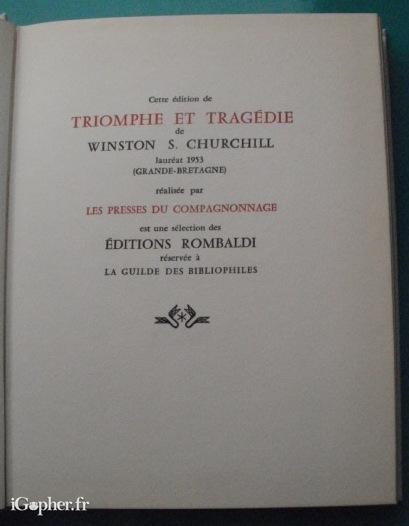 Cette édition de
TRIOMPHE ET TRAGÉDIE
de
WINSTON S. CHURCHILL
lauréat 1953
(GRANDE-BRETAGNE)
réalisée par
LES PRESSES DU COMPAGNONNAGE
est une sélection des
ÉDITIONS ROMBALDI
réservée à
LA GUILDE DES BIBLIOPHILES
iGopher.fr